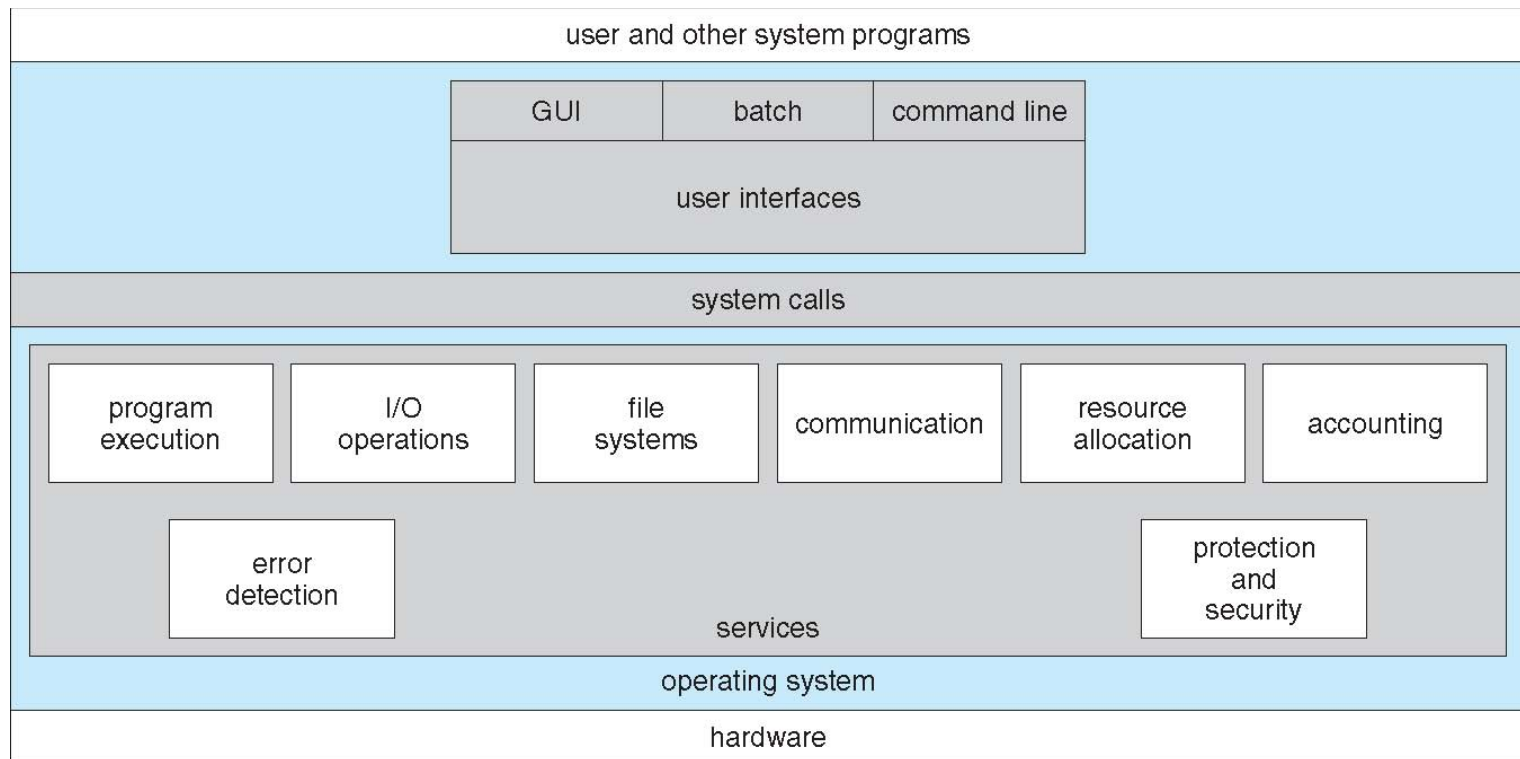 user and other system programs
GUI
batch
command line
user interfaces
system calls
program
execution
I/O
operations
file
systems
communication
resource
allocation
accounting
error
detection
protection
and
security
services
operating system
hardware